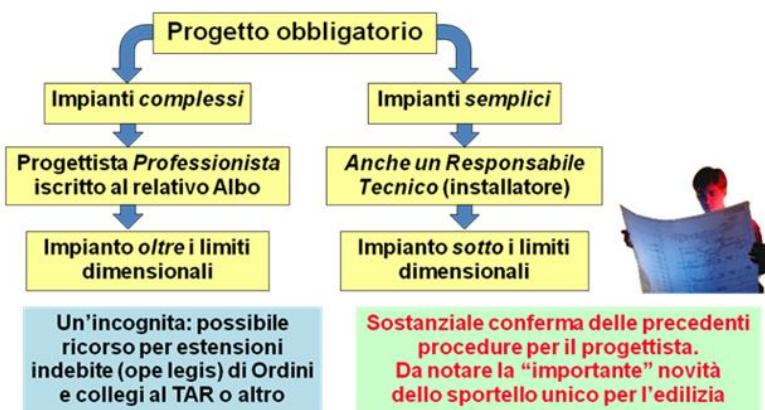 Progetto obbligatorio
Impianti complessi
Impianti semplici
Progettista Professionista
iscritto al relativo Albo
Anche un Responsabile
Tecnico (installatore)
Impianto oltre i limiti
dimensionali
Impianto sotto i limiti
dimensionali
Un'incognita: possibile
ricorso per estensioni
indebite (ope legis) di Ordini
e collegi al TAR o altro
Sostanziale conferma delle precedenti
procedure per il progettista.
Da notare la “importante” novità
dello sportello unico per l'edilizia